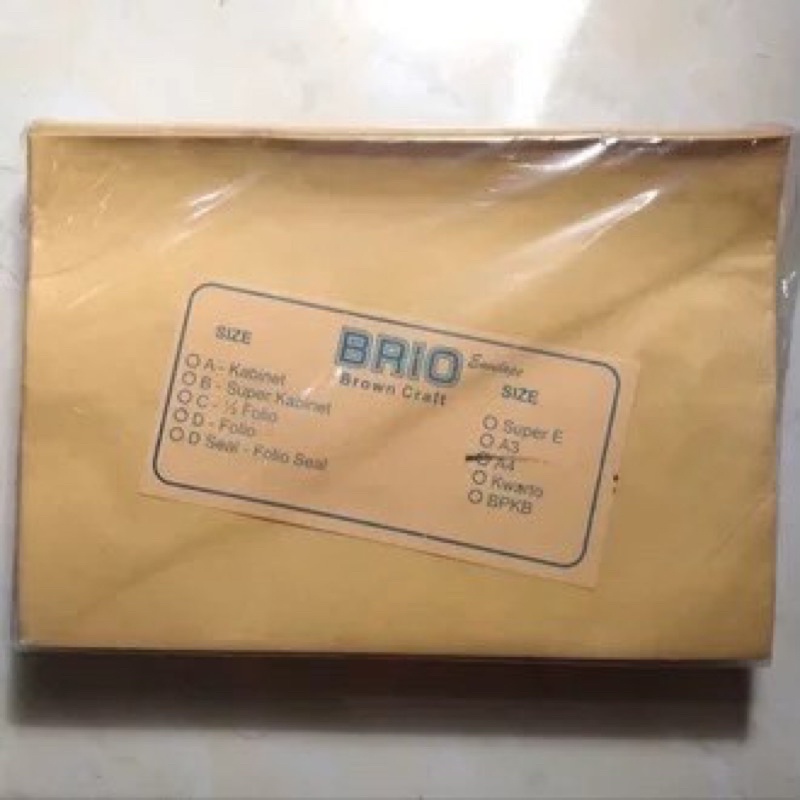 SIZE
A - Kabinet
B - Super Kabinet
C - ½ Folio
D - Folio
D Seal - Folio Seal
BRIO Envelope
Brown Craft
SIZE
Super E
A3
A4
Kwarto
BPKB